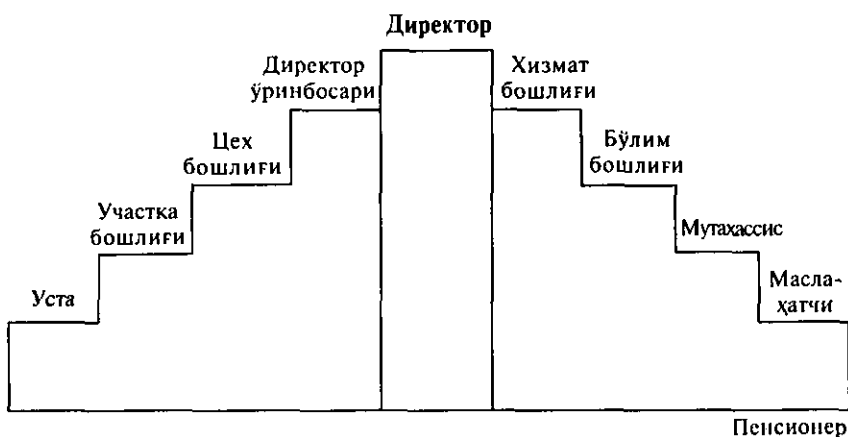 Директор
Директор
ўринбосари
Хизмат
бошлиғи
Цех
бошлиғи
Бўлим
бошлиғи
Участка
бошлиғи
Мутахассис
Уста
Масла-
ҳатчи
Пенсионер